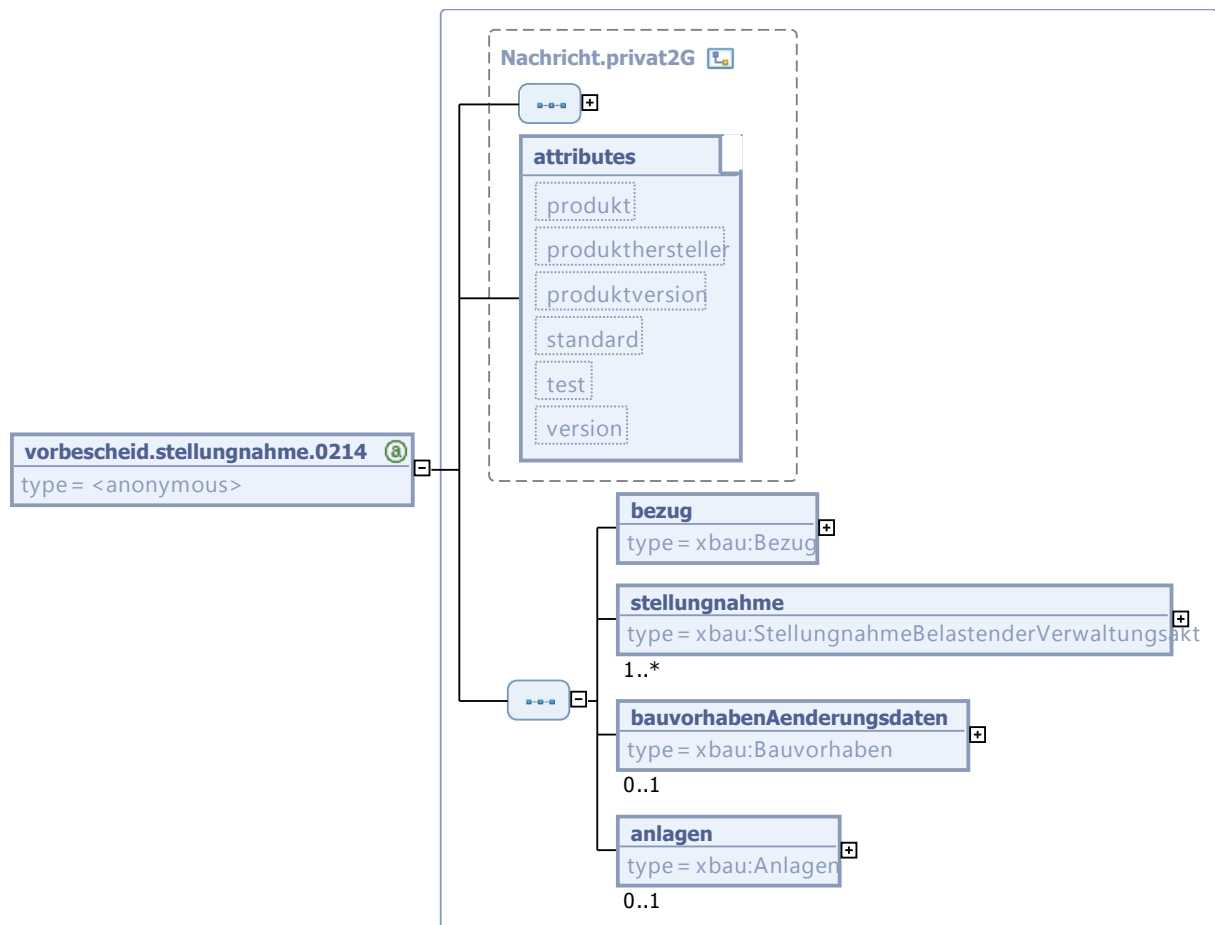 Nachricht.privat2G
attributes
produkt
produkthersteller
produktversion
standard
test
version
vorbescheid.stellungnahme.0214
type = <anonymous>
bezug
type = xbau:Bezug
stellungnahme
type = xbau:StellungnahmeBelastenderVerwaltungsakt
1..*
bauvorhabenAenderungsdaten
type = xbau:Bauvorhaben
0..1
anlagen
type = xbau:Anlagen
0..1